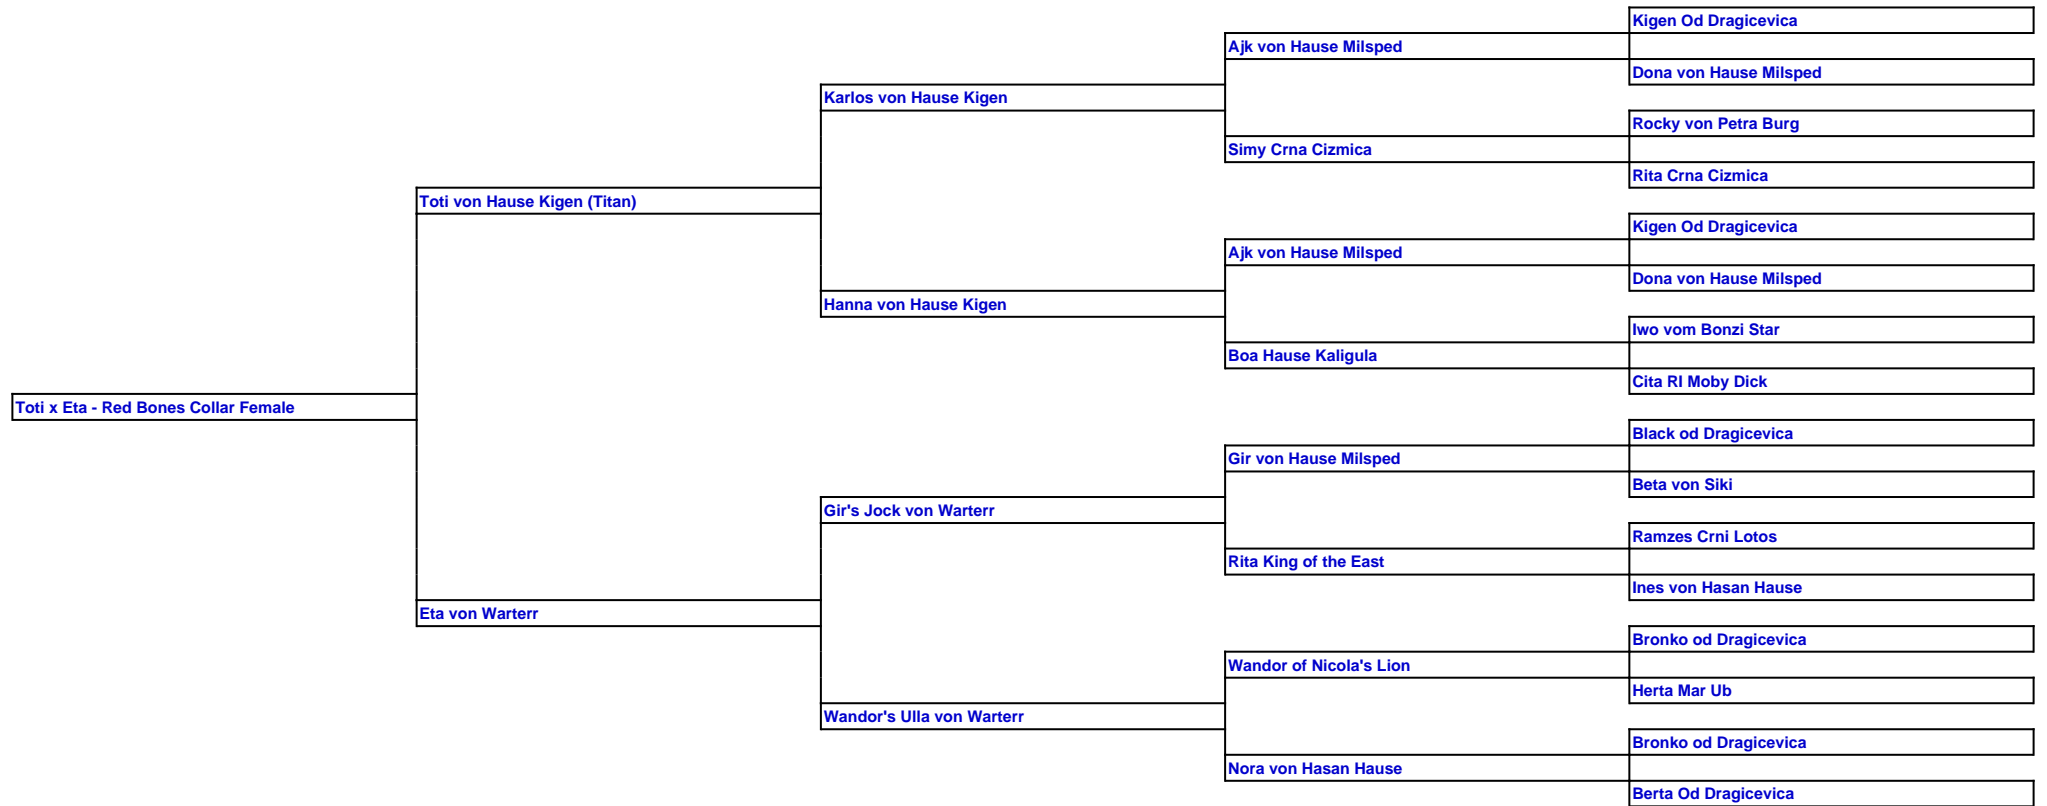 Kigen Od Dragicevica
Ajk von Hause Milsped
Dona von Hause Milsped
Karlos von Hause Kigen
Rocky von Petra Burg
Simy Crna Cizmica
Rita Crna Cizmica
Toti von Hause Kigen (Titan)
Kigen Od Dragicevica
Ajk von Hause Milsped
Dona von Hause Milsped
Hanna von Hause Kigen
Iwo vom Bonzi Star
Boa Hause Kaligula
Cita RI Moby Dick
Toti x Eta - Red Bones Collar Female
Black od Dragicevica
Gir von Hause Milsped
Beta von Siki
Gir's Jock von Warterr
Ramzes Crni Lotos
Rita King of the East
Ines von Hasan Hause
Eta von Warterr
Bronko od Dragicevica
Wandor of Nicola's Lion
Herta Mar Ub
Wandor's Ulla von Warterr
Bronko od Dragicevica
Nora von Hasan Hause
Berta Od Dragicevica